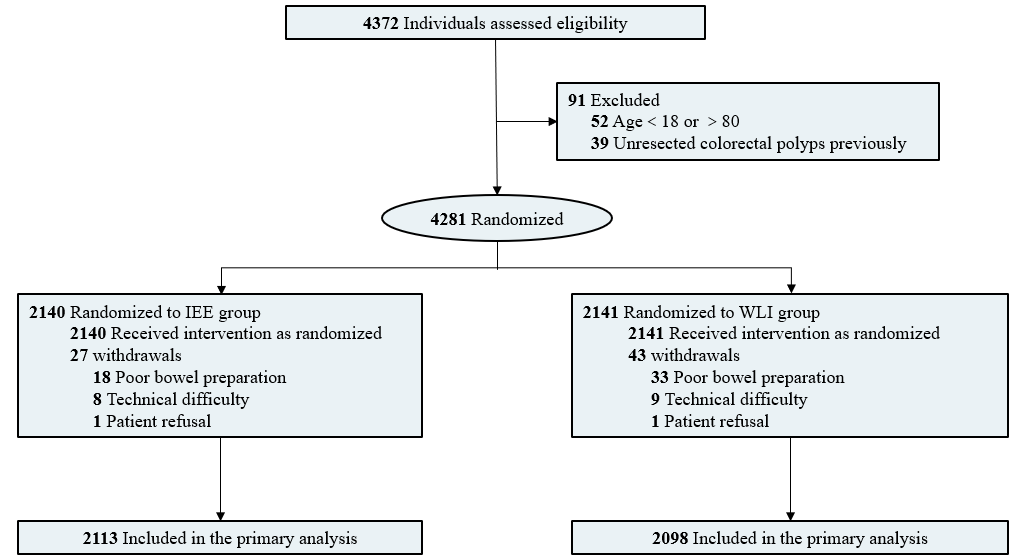 4372 Individuals assessed eligibility
91 Excluded
52 Age < 18 or > 80
39 Unresected colorectal polyps previously
4281 Randomized
2140 Randomized to IEE group
2140 Received intervention as randomized
27 withdrawals
18 Poor bowel preparation
8 Technical difficulty
1 Patient refusal
2141 Randomized to WLI group
2141 Received intervention as randomized
43 withdrawals
33 Poor bowel preparation
9 Technical difficulty
1 Patient refusal
2113 Included in the primary analysis
2098 Included in the primary analysis